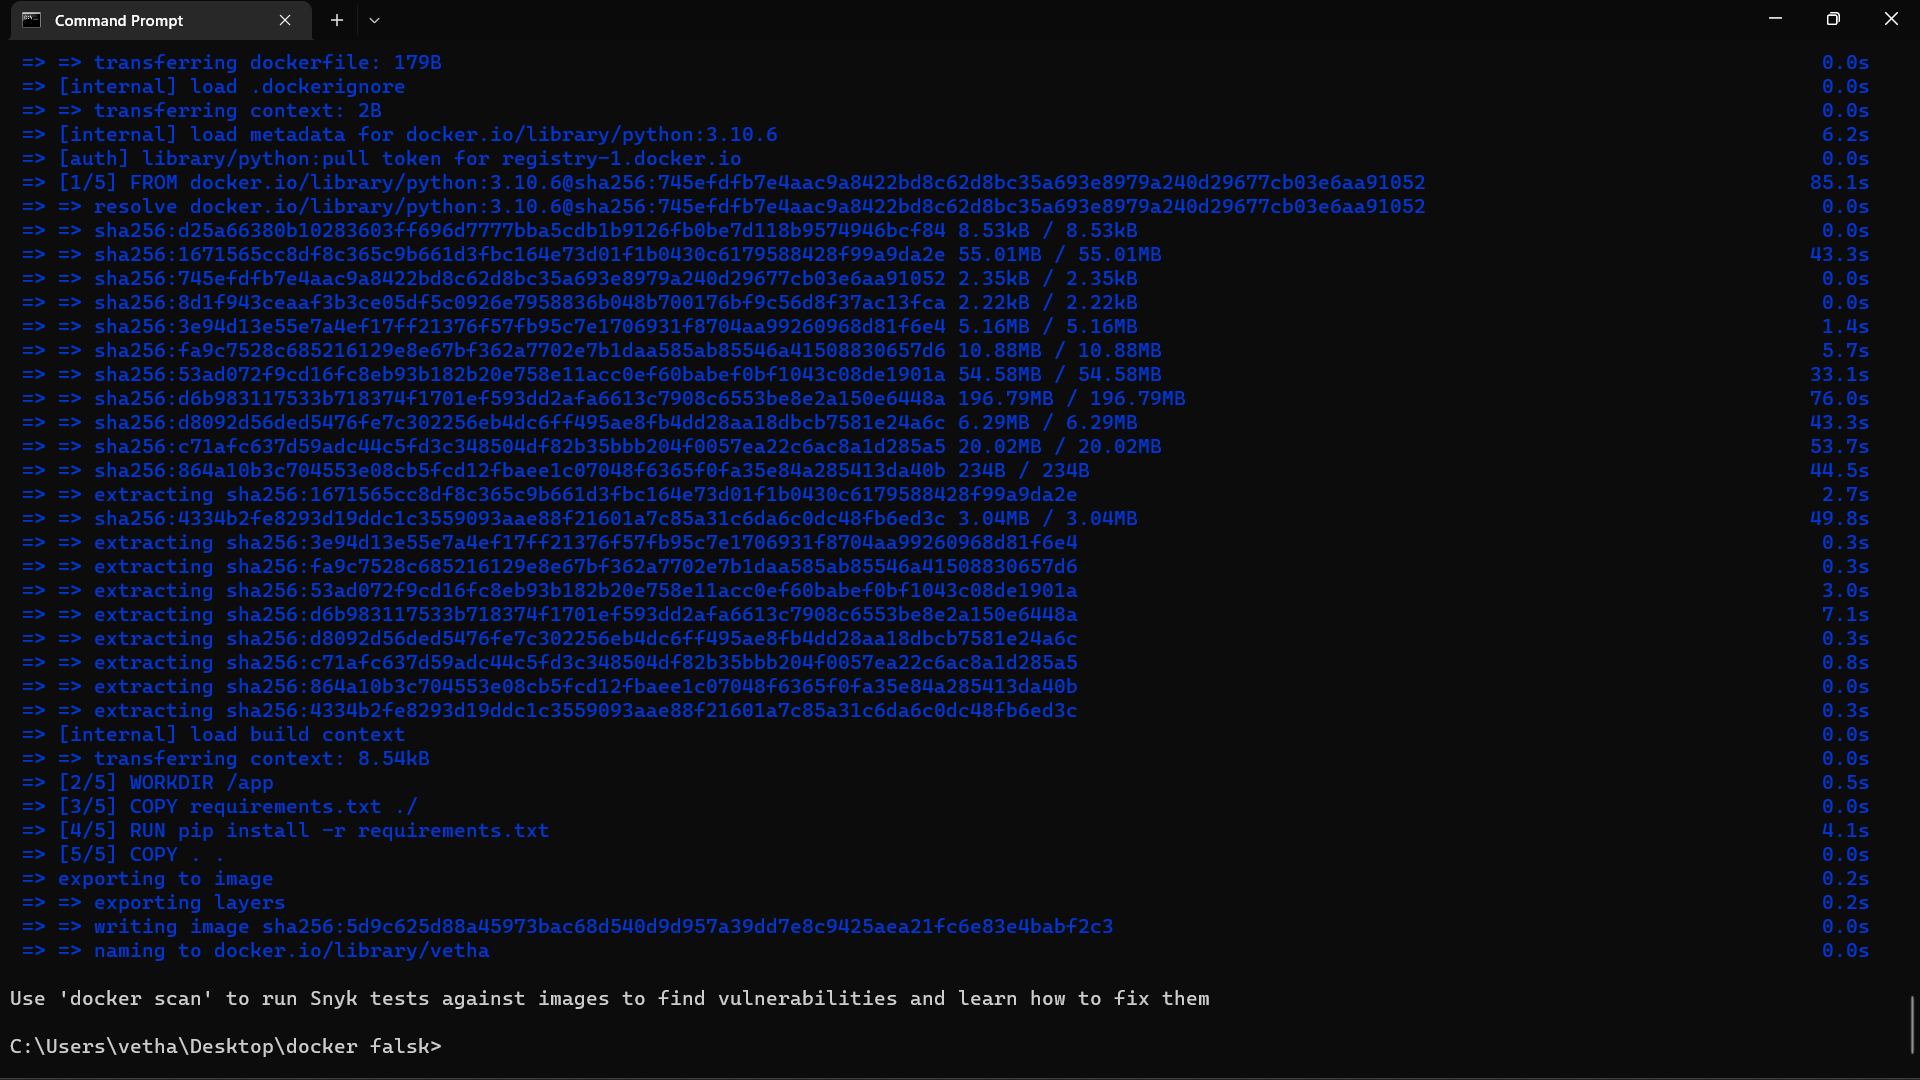 Command Prompt
=> => transferring dockerfile: 179B 0.0s
=> [internal] load .dockerignore 0.0s
=> => transferring context: 2B 0.0s
=> [internal] load metadata for docker.io/library/python:3.10.6 6.2s
=> [auth] library/python:pull token for registry-1.docker.io 0.0s
=> [1/5] FROM docker.io/library/python:3.10.6@sha256:745efdfb7e4aac9a8422bd8c62d8bc35a693e8979a240d29677cb03e6aa91052 85.1s
=> => resolve docker.io/library/python:3.10.6@sha256:745efdfb7e4aac9a8422bd8c62d8bc35a693e8979a240d29677cb03e6aa91052 0.0s
=> => sha256:d25a66380b10283603ff696d7777bba5cdb1b9126fb0be7d118b9574946bcf84 8.53kB / 8.53kB 0.0s
=> => sha256:1671565cc8df8c365c9b661d3fbc164e73d01f1b0430c6179588428f99a9da2e 55.01MB / 55.01MB 43.3s
=> => sha256:745efdfb7e4aac9a8422bd8c62d8bc35a693e8979a240d29677cb03e6aa91052 2.35kB / 2.35kB 0.0s
=> => sha256:8d1f943ceaaf3b3ce05df5c0926e7958836b048b700176bf9c56d8f37ac13fca 2.22kB / 2.22kB 0.0s
=> => sha256:3e94d13e55e7a4ef17ff21376f57fb95c7e1706931f8704aa99260968d81f6e4 5.16MB / 5.16MB 1.4s
=> => sha256:fa9c7528c685216129e8e67bf362a7702e7b1daa585ab85546a41508830657d6 10.88MB / 10.88MB 5.7s
=> => sha256:53ad072f9cd16fc8eb93b182b20e758e11acc0ef60babef0bf1043c08de1901a 54.58MB / 54.58MB 33.1s
=> => sha256:d6b983117533b718374f1701ef593dd2afa6613c7908c6553be8e2a150e6448a 196.79MB / 196.79MB 76.0s
=> => sha256:d8092d56ded5476fe7c302256eb4dc6ff495ae8fb4dd28aa18dbcb7581e24a6c 6.29MB / 6.29MB 43.3s
=> => sha256:c71afc637d59adc44c5fd3c348504df82b35bbb204f0057ea22c6ac8a1d285a5 20.02MB / 20.02MB 53.7s
=> => sha256:864a10b3c704553e08cb5fcd12fbaee1c07048f6365f0fa35e84a285413da40b 234B / 234B 44.5s
=> => extracting sha256:1671565cc8df8c365c9b661d3fbc164e73d01f1b0430c6179588428f99a9da2e 2.7s
=> => sha256:4334b2fe8293d19ddc1c3559093aae88f21601a7c85a31c6da6c0dc48fb6ed3c 3.04MB / 3.04MB 49.8s
=> => extracting sha256:3e94d13e55e7a4ef17ff21376f57fb95c7e1706931f8704aa99260968d81f6e4 0.3s
=> => extracting sha256:fa9c7528c685216129e8e67bf362a7702e7b1daa585ab85546a41508830657d6 0.3s
=> => extracting sha256:53ad072f9cd16fc8eb93b182b20e758e11acc0ef60babef0bf1043c08de1901a 3.0s
=> => extracting sha256:d6b983117533b718374f1701ef593dd2afa6613c7908c6553be8e2a150e6448a 7.1s
=> => extracting sha256:d8092d56ded5476fe7c302256eb4dc6ff495ae8fb4dd28aa18dbcb7581e24a6c 0.3s
=> => extracting sha256:c71afc637d59adc44c5fd3c348504df82b35bbb204f0057ea22c6ac8a1d285a5 0.8s
=> => extracting sha256:864a10b3c704553e08cb5fcd12fbaee1c07048f6365f0fa35e84a285413da40b 0.0s
=> => extracting sha256:4334b2fe8293d19ddc1c3559093aae88f21601a7c85a31c6da6c0dc48fb6ed3c 0.3s
=> [internal] load build context 0.0s
=> => transferring context: 8.54kB 0.0s
=> [2/5] WORKDIR /app 0.5s
=> [3/5] COPY requirements.txt ./ 0.0s
=> [4/5] RUN pip install -r requirements.txt 4.1s
=> [5/5] COPY . . 0.0s
=> exporting to image 0.2s
=> => exporting layers 0.2s
=> => writing image sha256:5d9c625d88a45973bac68d540d9d957a39dd7e8c9425aea21fc6e83e4babf2c3 0.0s
=> => naming to docker.io/library/vetha 0.0s
Use 'docker scan' to run Snyk tests against images to find vulnerabilities and learn how to fix them
C:\Users\vetha\Desktop\docker falsk>